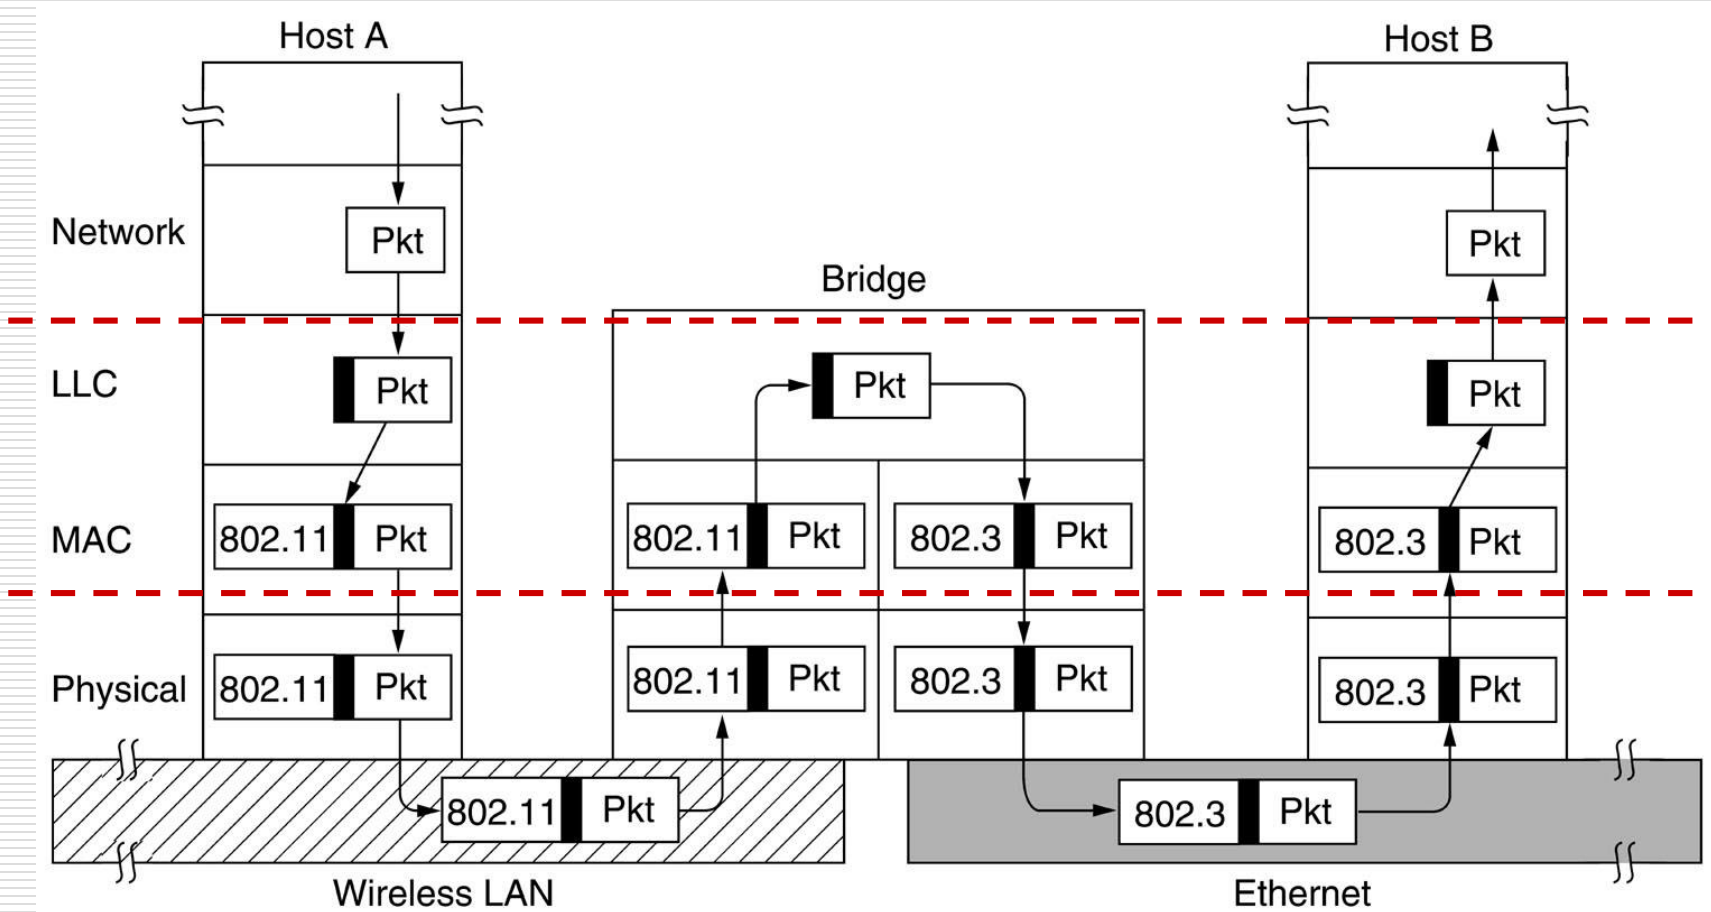 Host A
Host B
Network
Pkt
Pkt
Bridge
LLC
Pkt
Pkt
Pkt
MAC
802.11 Pkt
802.11 Pkt
802.3 Pkt
802.3 Pkt
Physical
802.11 Pkt
802.11 Pkt
802.3 Pkt
802.3 Pkt
802.11 Pkt
802.3 Pkt
Wireless LAN
Ethernet